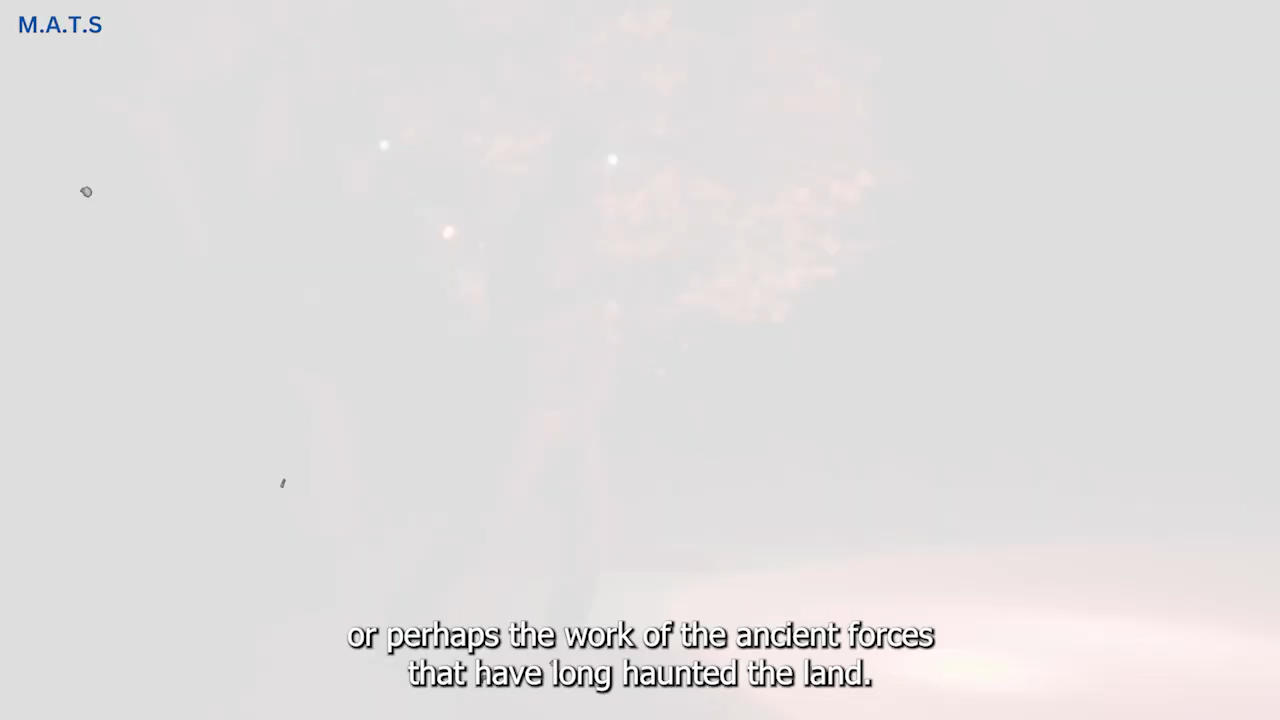 M.A.T.S
or perhaps the work of the ancient forces
that have long haunted the land.